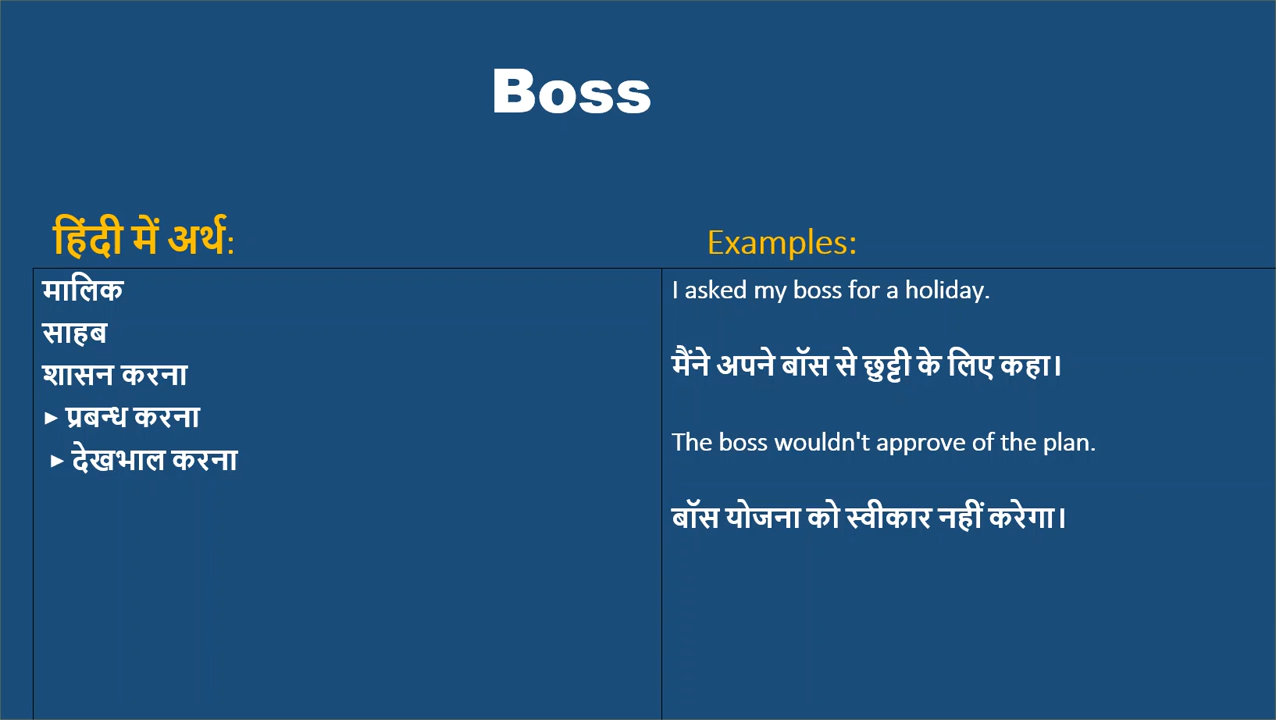 Boss
हिंदी में अर्थ:
मालिक
साहब
शासन करना
▸ प्रबन्ध करना
▸ देखभाल करना
Examples:
I asked my boss for a holiday.
मैंने अपने बॉस से छुट्टी के लिए कहा।
The boss wouldn't approve of the plan.
बॉस योजना को स्वीकार नहीं करेगा।